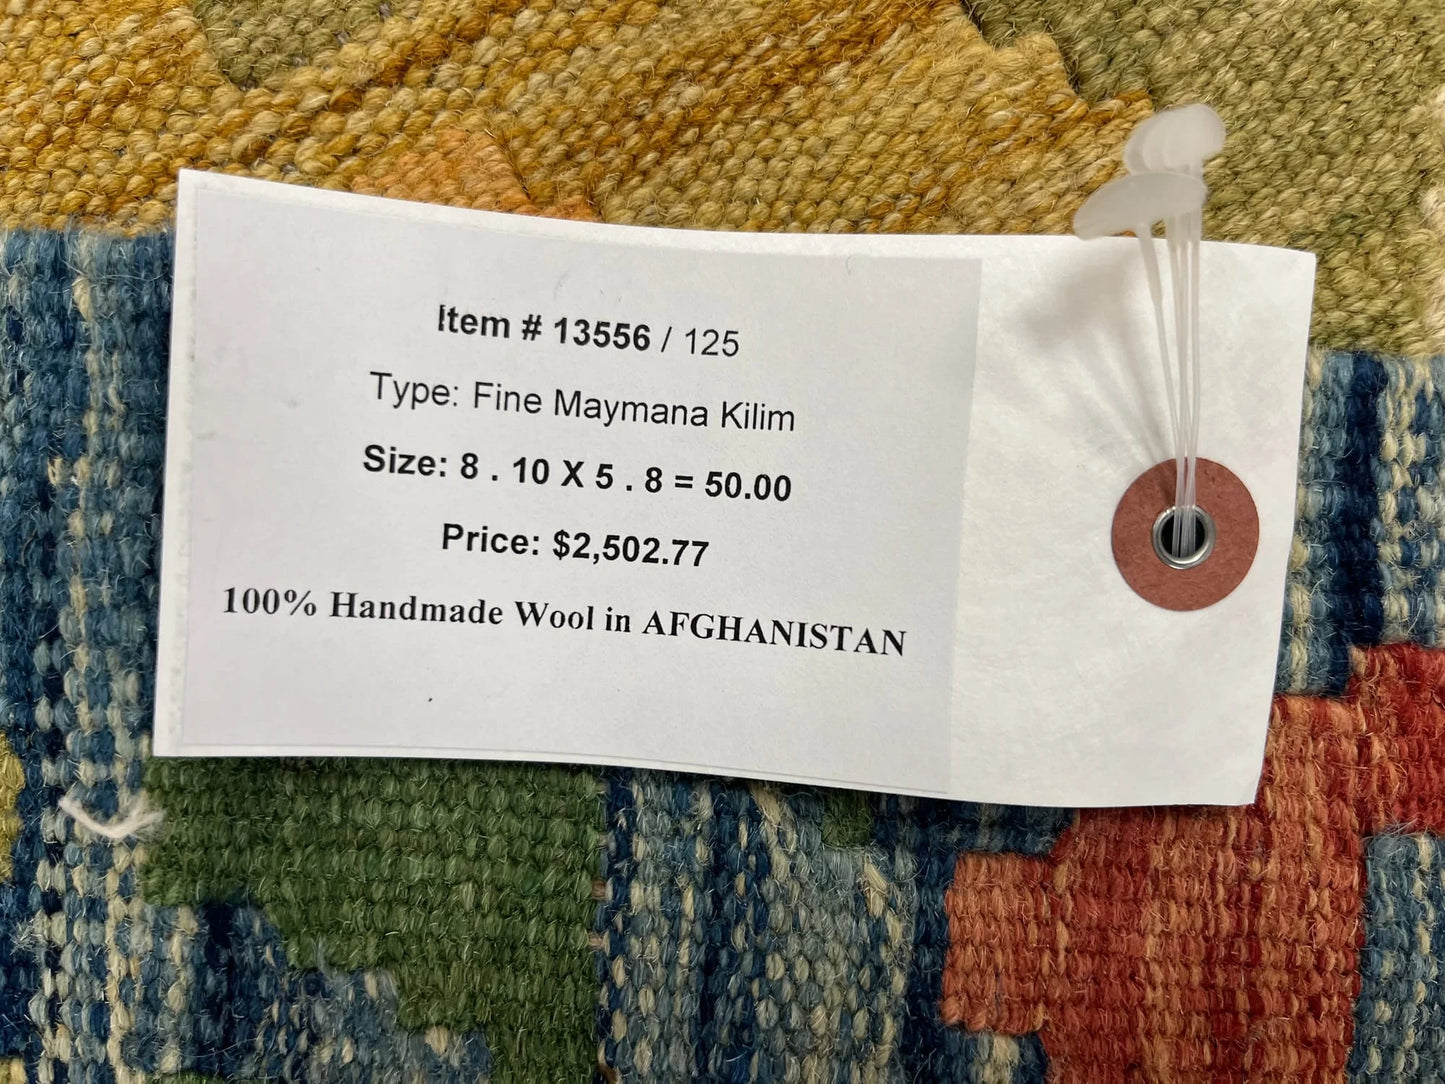 Item # 13556 / 125
Type: Fine Maymana Kilim
Size: 8 . 10 X 5 . 8 = 50.00
Price: $2,502.77
100% Handmade Wool in AFGHANISTAN